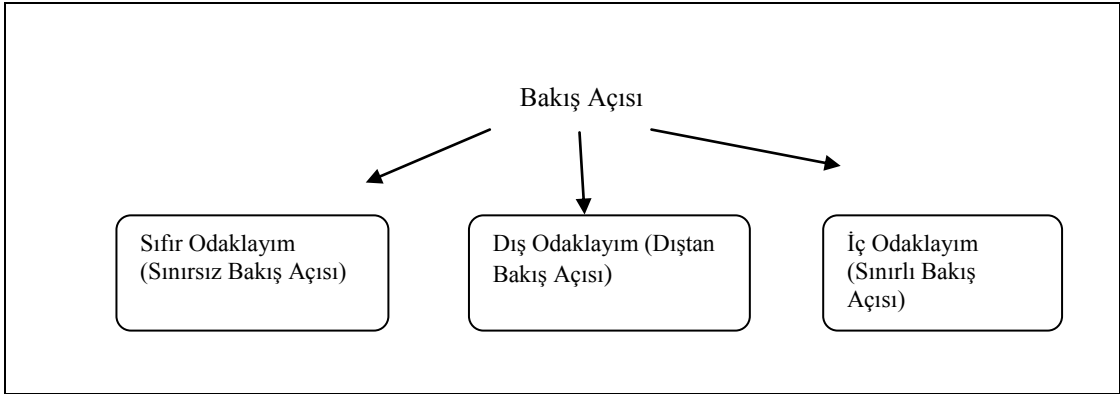 Bakış Açısı
Sıfır Odaklayım
(Sınırsız Bakış Açısı)
Dış Odaklayım (Dıştan
Bakış Açısı)
İç Odaklayım
(Sınırlı Bakış
Açısı)